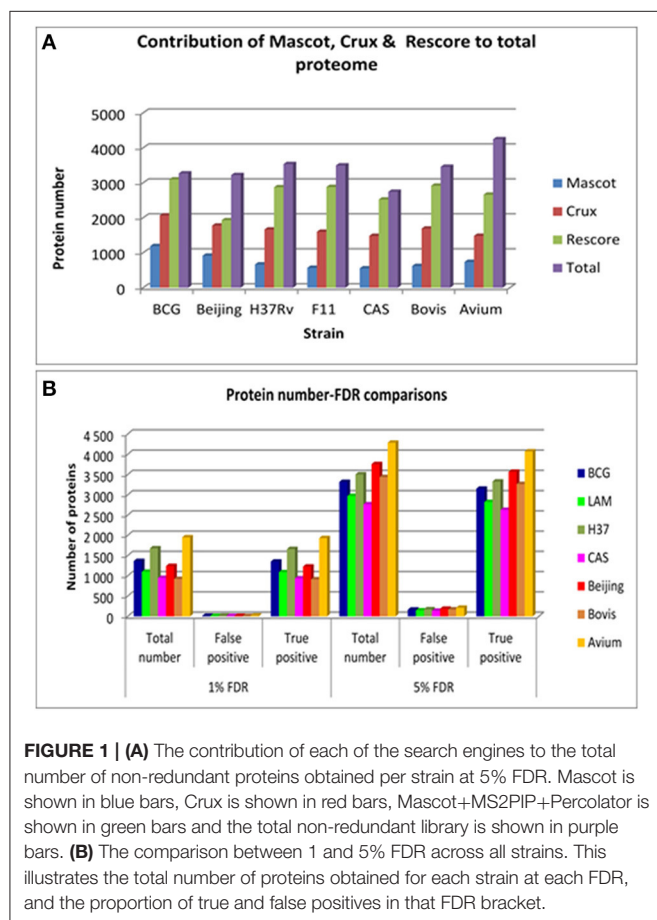 A
Contribution of Mascot, Crux & Rescore to total
proteome
5000
4000
3000
2000
1000
0
Protein number
BCG Beijing H37Rv F11 CAS Bovis Avium
Strain
Mascot
Crux
Rescore
Total
B
Protein number-FDR comparisons
4 500
4 000
3 500
3 000
2 500
2 000
1 500
1 000
500
0
Number of proteins
Total number
False positive
True positive
Total number
False positive
True positive
1% FDR
5% FDR
BCG
LAM
H37
CAS
Beijing
Bovis
Avium
FIGURE 1 | (A) The contribution of each of the search engines to the total
number of non-redundant proteins obtained per strain at 5% FDR. Mascot is
shown in blue bars, Crux is shown in red bars, Mascot+MS2PIP+Percolator is
shown in green bars and the total non-redundant library is shown in purple
bars. (B) The comparison between 1 and 5% FDR across all strains. This
illustrates the total number of proteins obtained for each strain at each FDR,
and the proportion of true and false positives in that FDR bracket.